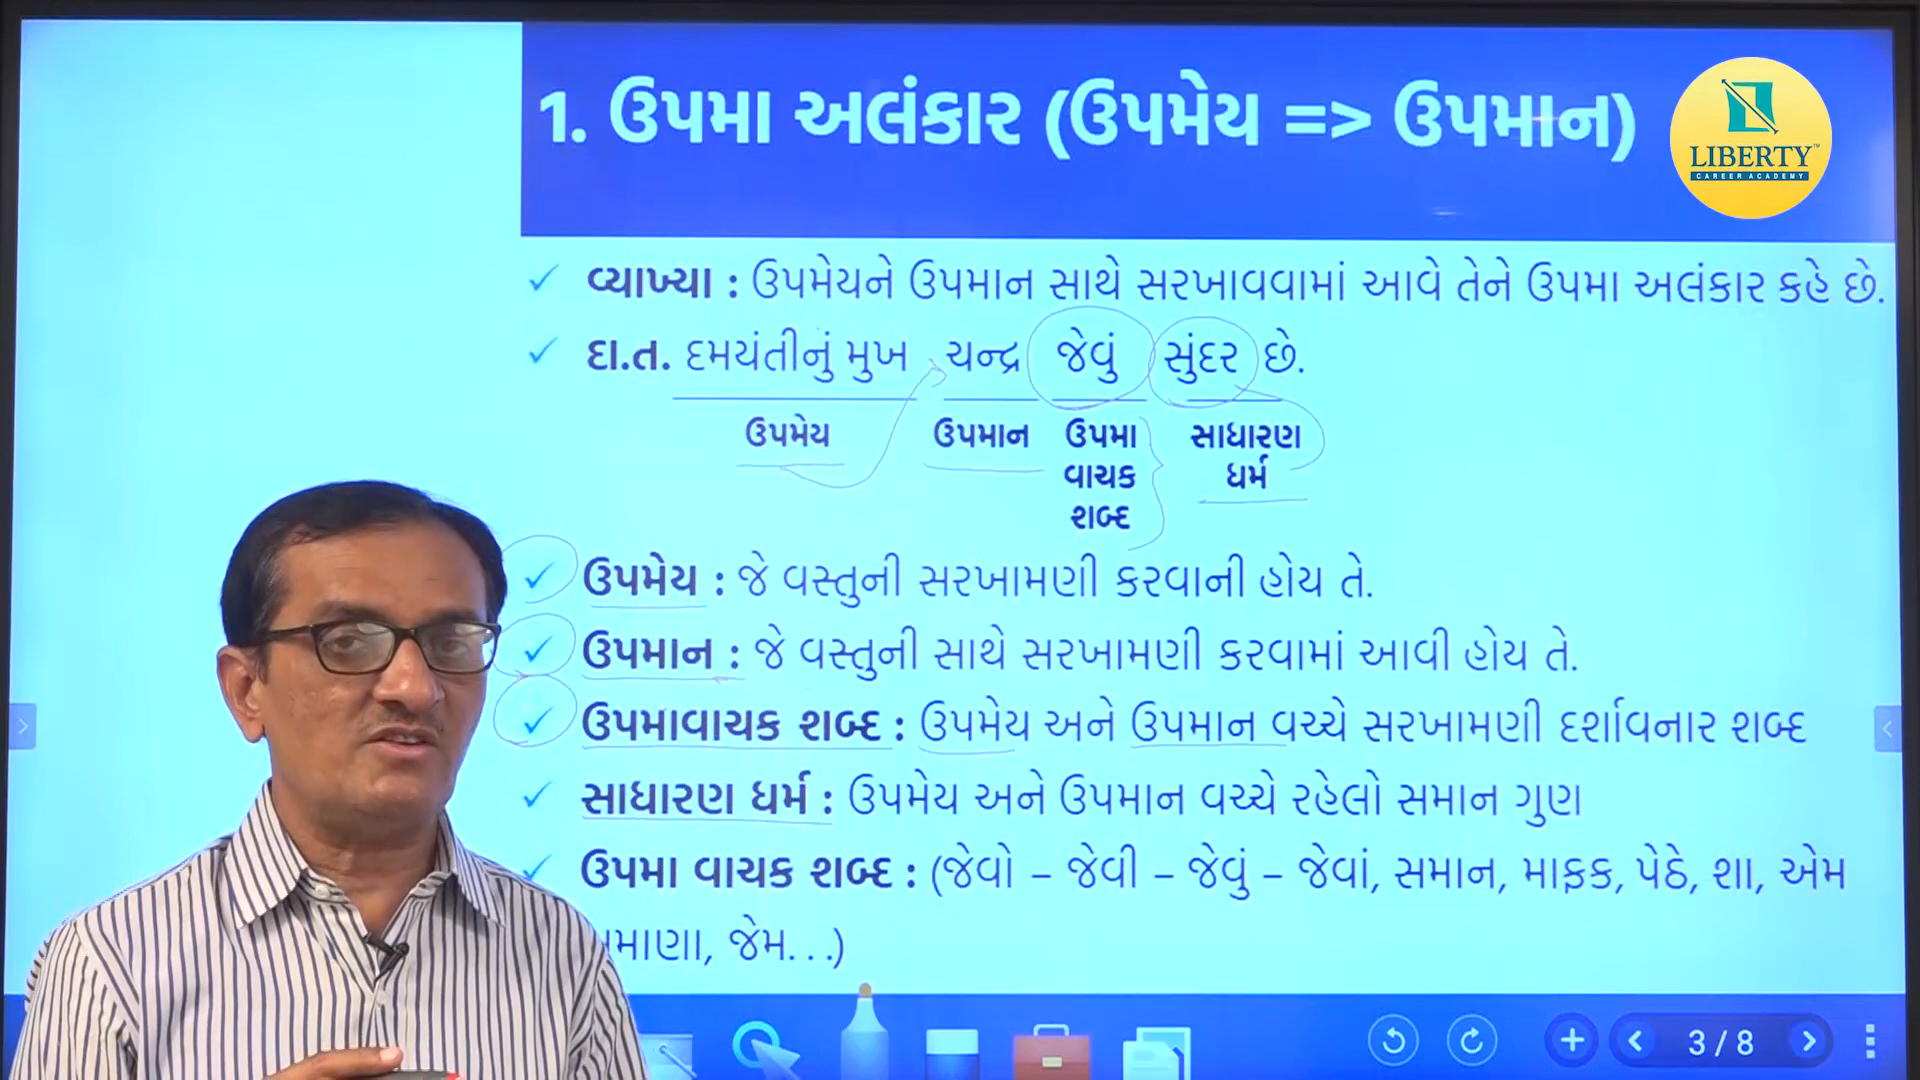 1. ઉપમા અલંકાર (ઉપમેય => ઉપમાન)
LIBERTY™
CAREER ACADEMY
વ્યાખ્યા : ઉપમેયને ઉપમાન સાથે સરખાવવામાં આવે તેને ઉપમા અલંકાર કહે છે.
દા.ત. દમયંતીનું મુખ ચન્દ્ર જેવું સુંદર છે.
ઉપમેય ઉપમાન ઉપમા સાધારણ
વાચક ધર્મ
શબ્દ
ઉપમેય : જે વસ્તુની સરખામણી કરવાની હોય તે.
ઉપમાન : જે વસ્તુની સાથે સરખામણી કરવામાં આવી હોય તે.
ઉપમાવાચક શબ્દ : ઉપમેય અને ઉપમાન વચ્ચે સરખામણી દર્શાવનાર શબ્દ
સાધારણ ધર્મ : ઉપમેય અને ઉપમાન વચ્ચે રહેલો સમાન ગુણ
ઉપમા વાચક શબ્દ : (જેવો – જેવી – જેવું – જેવાં, સમાન, માફક, પેઠે, શા, એમ
જેમ...)
3 / 8